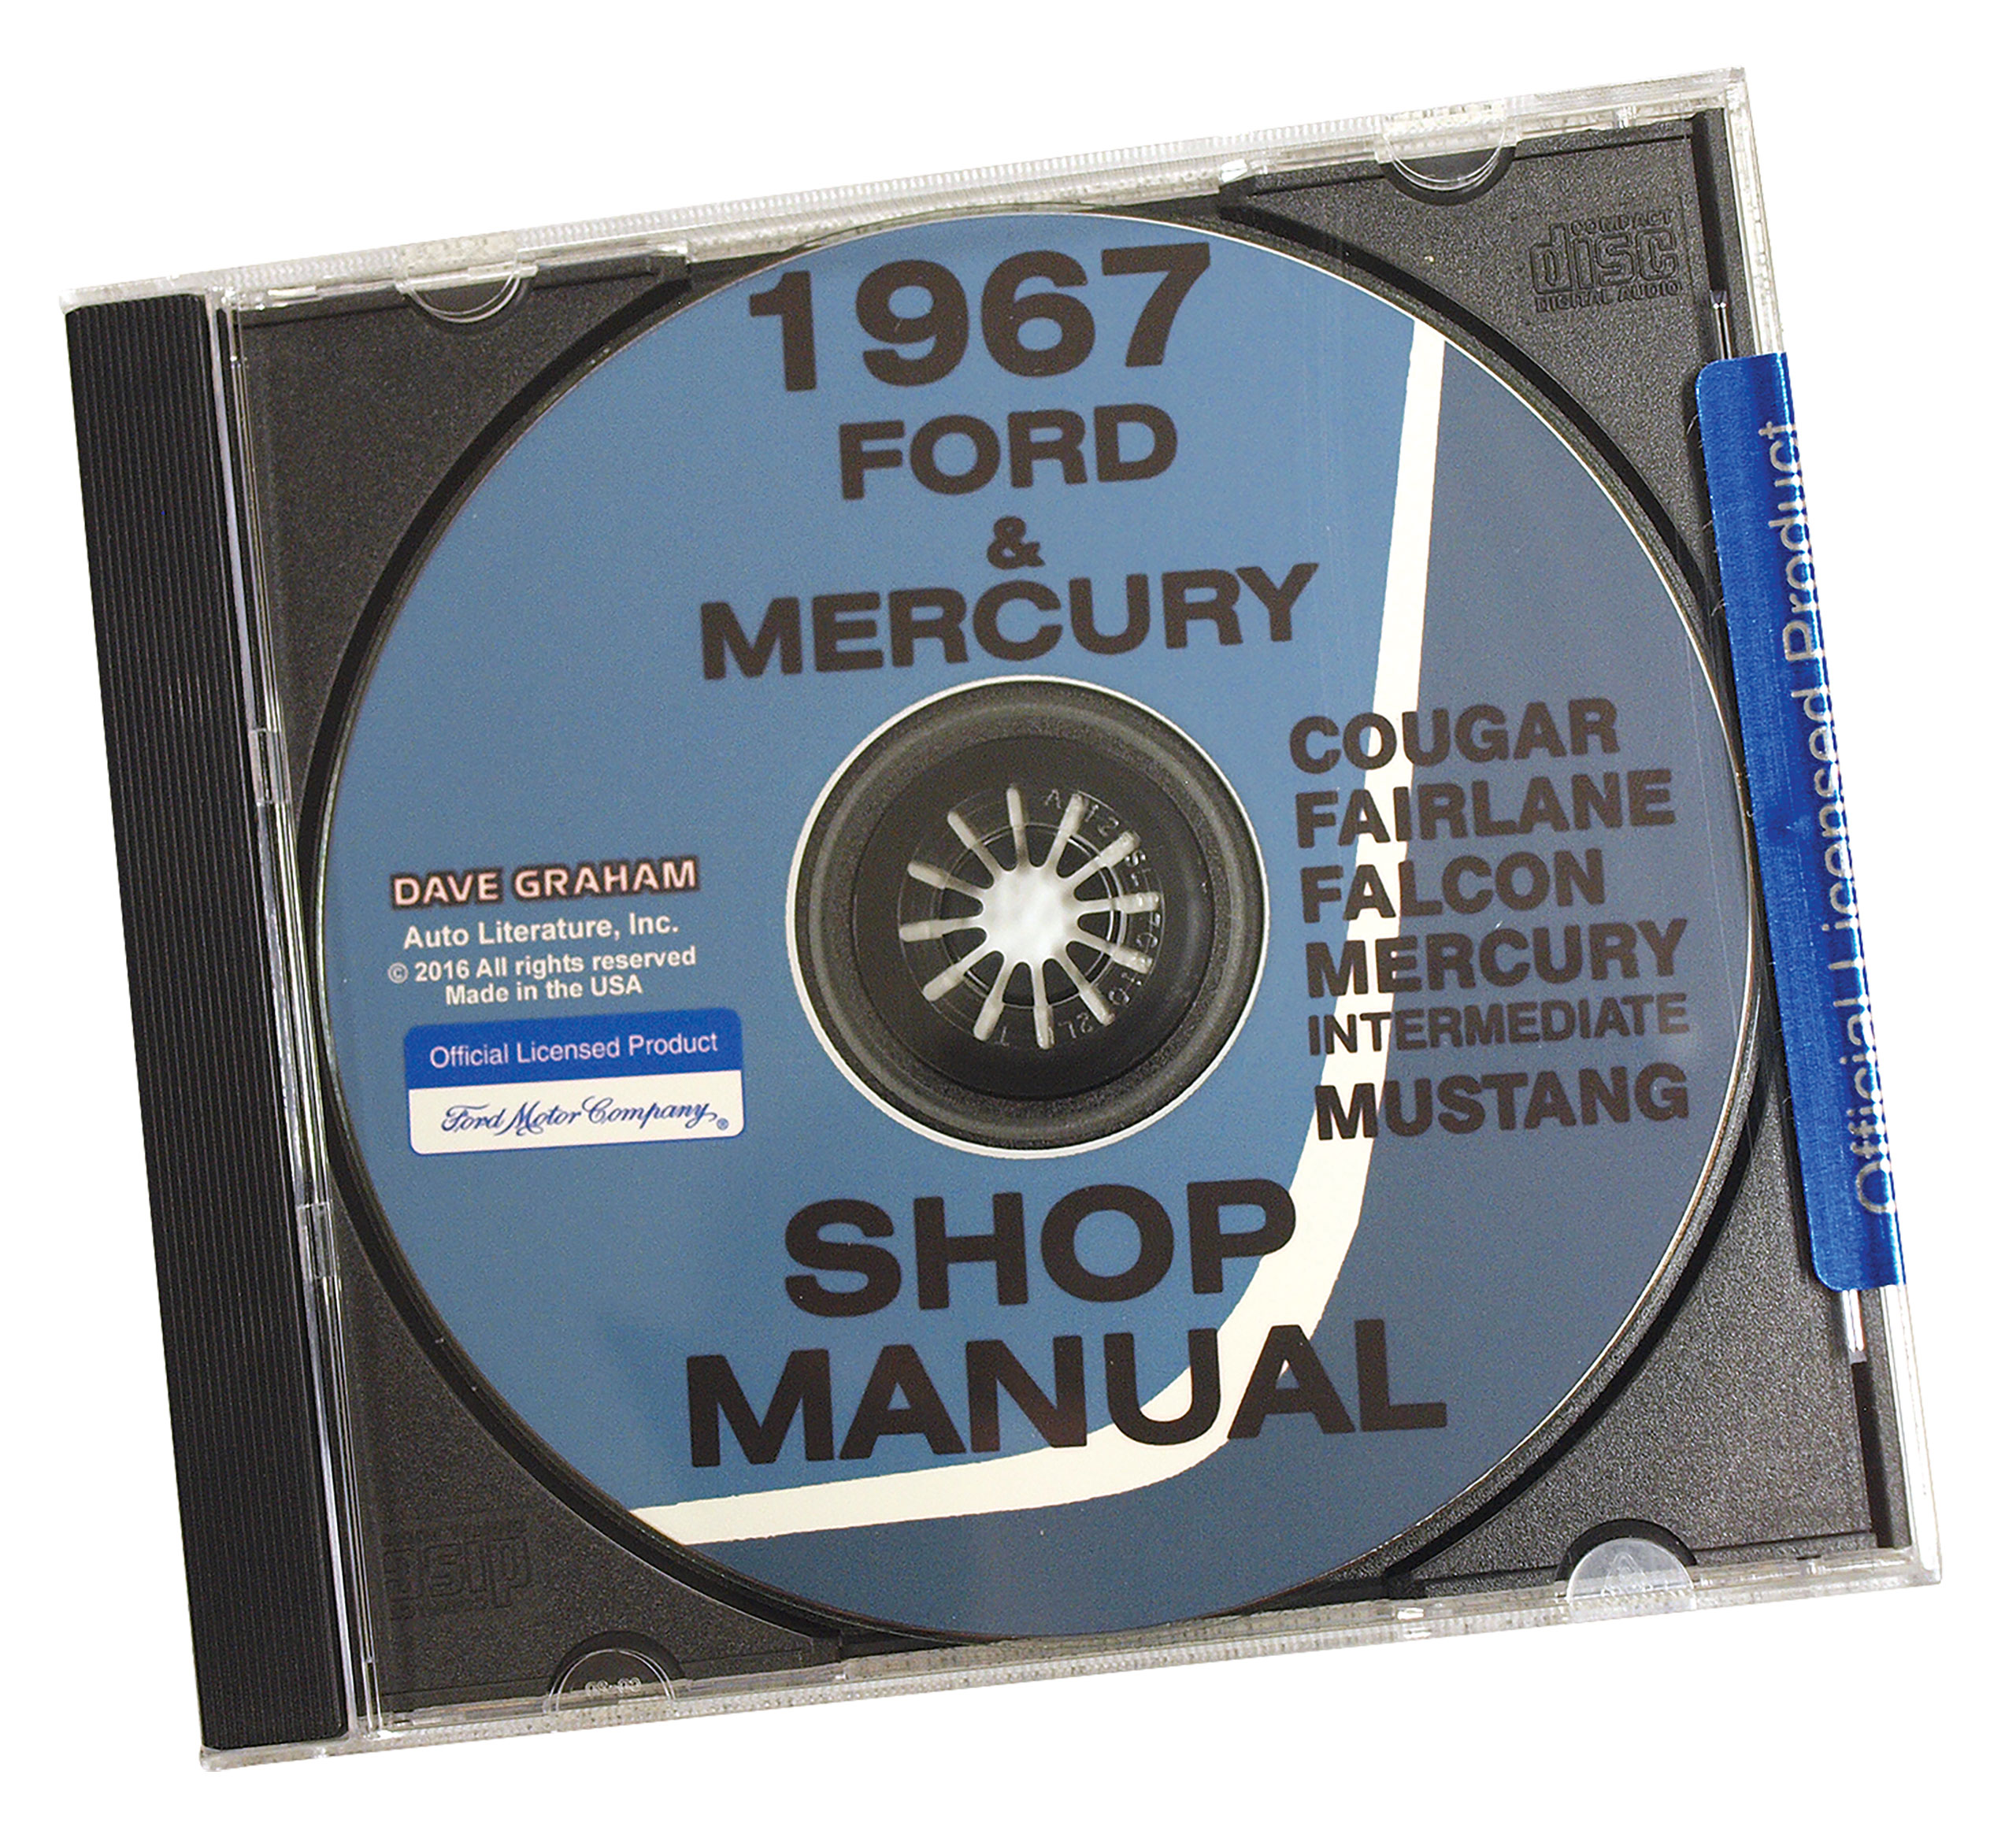 1967
FORD
&
MERCURY
COUGAR
FAIRLANE
FALCON
MERCURY
INTERMEDIATE
MUSTANG
DAVE GRAHAM
Auto Literature, Inc.
© 2016 All rights reserved
Made in the USA
Official Licensed Product
Ford Motor Company®
SHOP
MANUAL
COMPACT
disc
DIGITAL AUDIO
Official Licensed Product